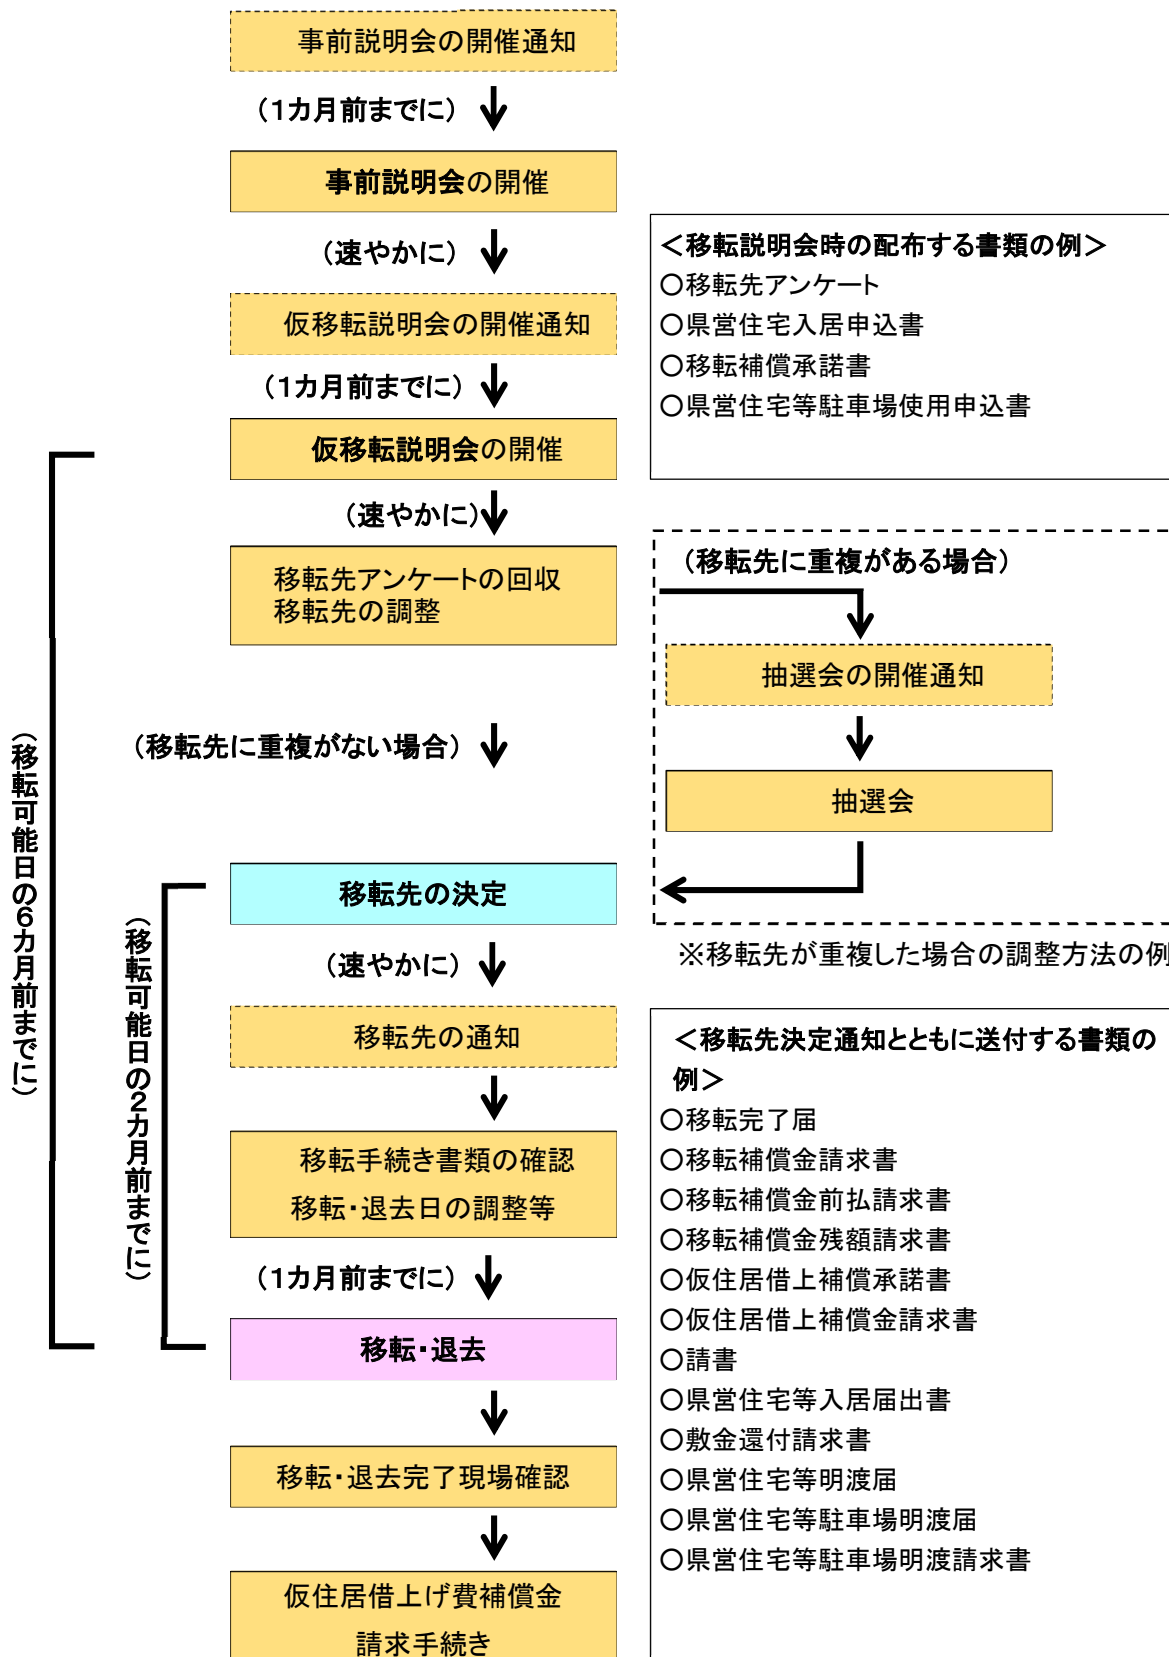 事前説明会の開催通知
（1カ月前までに）
事前説明会の開催
（速やかに）
仮移転説明会の開催通知
（1カ月前までに）
仮移転説明会の開催
（速やかに）
移転先アンケートの回収
移転先の調整
（移転先に重複がない場合）
移転先の決定
（速やかに）
移転先の通知
移転手続き書類の確認
移転・退去日の調整等
（1カ月前までに）
移転・退去
移転・退去完了現場確認
仮住居借上げ費補償金
請求手続き
（移転可能日の6カ月前までに）
（移転可能日の2カ月前までに）
＜移転説明会時の配布する書類の例＞
○移転先アンケート
○県営住宅入居申込書
○移転補償承諾書
○県営住宅等駐車場使用申込書
（移転先に重複がある場合）
抽選会の開催通知
抽選会
※移転先が重複した場合の調整方法の例
＜移転先決定通知とともに送付する書類の
例＞
○移転完了届
○移転補償金請求書
○移転補償金前払請求書
○移転補償金残額請求書
○仮住居借上補償承諾書
○仮住居借上補償金請求書
○請書
○県営住宅等入居届出書
○敷金還付請求書
○県営住宅等明渡届
○県営住宅等駐車場明渡届
○県営住宅等駐車場明渡請求書